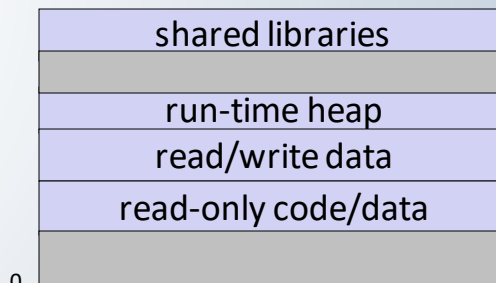 shared libraries
run-time heap
read/write data
read-only code/data
0